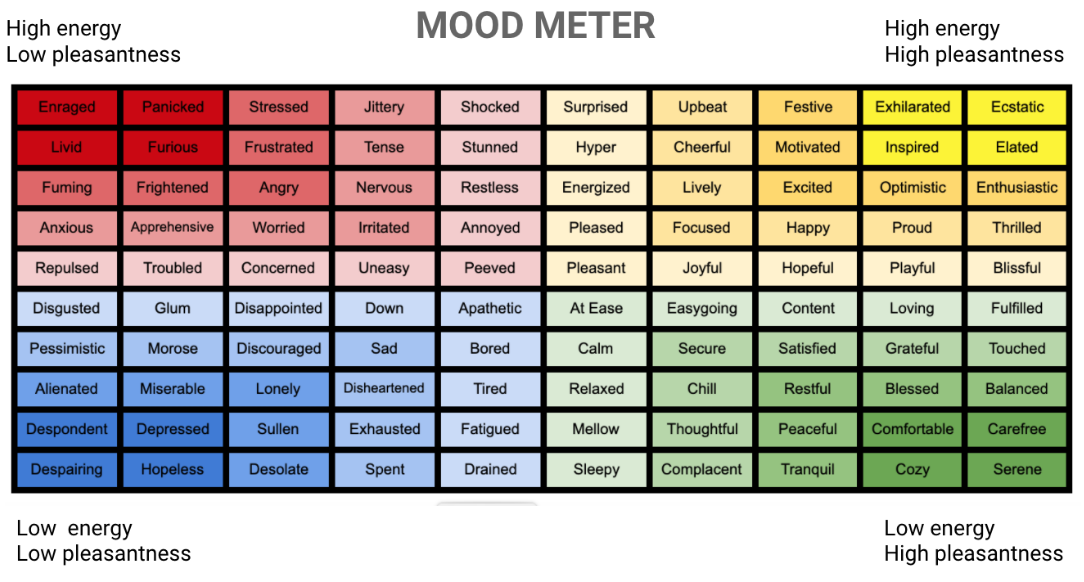 MOOD METER
High energy
Low pleasantness
High energy
High pleasantness
Enraged Panicked Stressed Jittery Shocked Surprised Upbeat Festive Exhilarated Ecstatic
Livid Furious Frustrated Tense Stunned Hyper Cheerful Motivated Inspired Elated
Fuming Frightened Angry Nervous Restless Energized Lively Excited Optimistic Enthusiastic
Anxious Apprehensive Worried Irritated Annoyed Pleased Focused Happy Proud Thrilled
Repulsed Troubled Concerned Uneasy Peeved Pleasant Joyful Hopeful Playful Blissful
Disgusted Glum Disappointed Down Apathetic At Ease Easygoing Content Loving Fulfilled
Pessimistic Morose Discouraged Sad Bored Calm Secure Satisfied Grateful Touched
Alienated Miserable Lonely Disheartened Tired Relaxed Chill Restful Blessed Balanced
Despondent Depressed Sullen Exhausted Fatigued Mellow Thoughtful Peaceful Comfortable Carefree
Despairing Hopeless Desolate Spent Drained Sleepy Complacent Tranquil Cozy Serene
Low energy
Low pleasantness
Low energy
High pleasantness